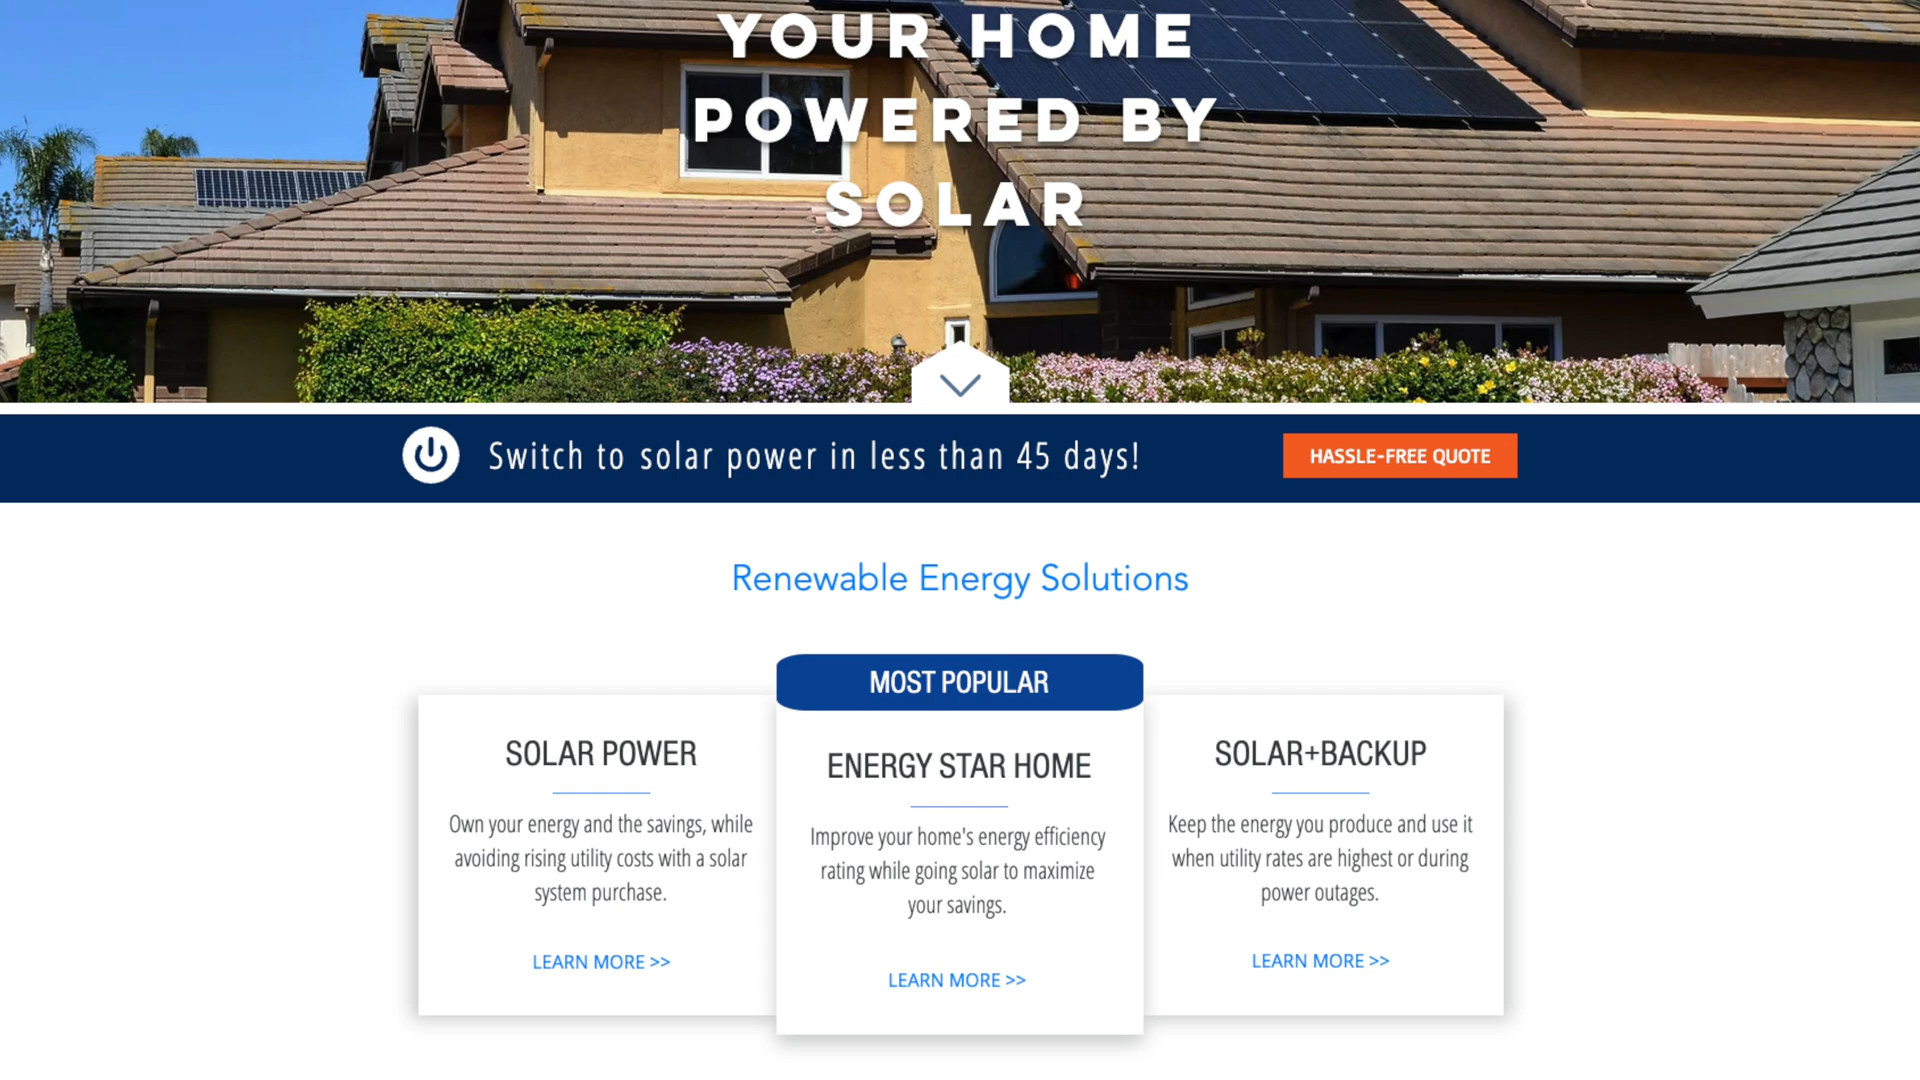 YOUR HOME
POWERED BY
SOLAR
Switch to solar power in less than 45 days!
HASSLE-FREE QUOTE
Renewable Energy Solutions
MOST POPULAR
SOLAR POWER
Own your energy and the savings, while
avoiding rising utility costs with a solar
system purchase.
LEARN MORE >>
ENERGY STAR HOME
Improve your home's energy efficiency
rating while going solar to maximize
your savings.
LEARN MORE >>
SOLAR+BACKUP
Keep the energy you produce and use it
when utility rates are highest or during
power outages.
LEARN MORE >>